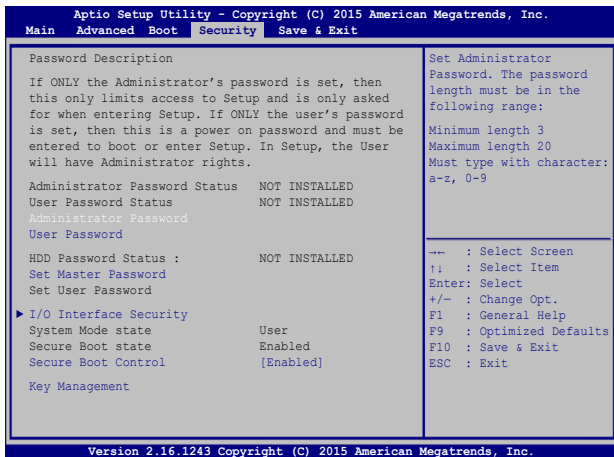 Aptio Setup Utility - Copyright (C) 2015 American Megatrends, Inc.
Main Advanced Boot Security Save & Exit
Password Description
If ONLY the Administrator's password is set, then
this only limits access to Setup and is only asked
for when entering Setup. If ONLY the user's password
is set, then this is a power on password and must be
entered to boot or enter Setup. In Setup, the User
will have Administrator rights.
Administrator Password Status NOT INSTALLED
User Password Status NOT INSTALLED
Administrator Password
User Password
HDD Password Status : NOT INSTALLED
Set Master Password
Set User Password
I/O Interface Security
System Mode state User
Secure Boot state Enabled
Secure Boot Control [Enabled]
Key Management
Set Administrator
Password. The password
length must be in the
following range:
Minimum length 3
Maximum length 20
Must type with character:
a-z, 0-9
→← : Select Screen
↑↓ : Select Item
Enter: Select
+/— : Change Opt.
F1 : General Help
F9 : Optimized Defaults
F10 : Save & Exit
ESC : Exit
Version 2.16.1243 Copyright (C) 2015 American Megatrends, Inc.